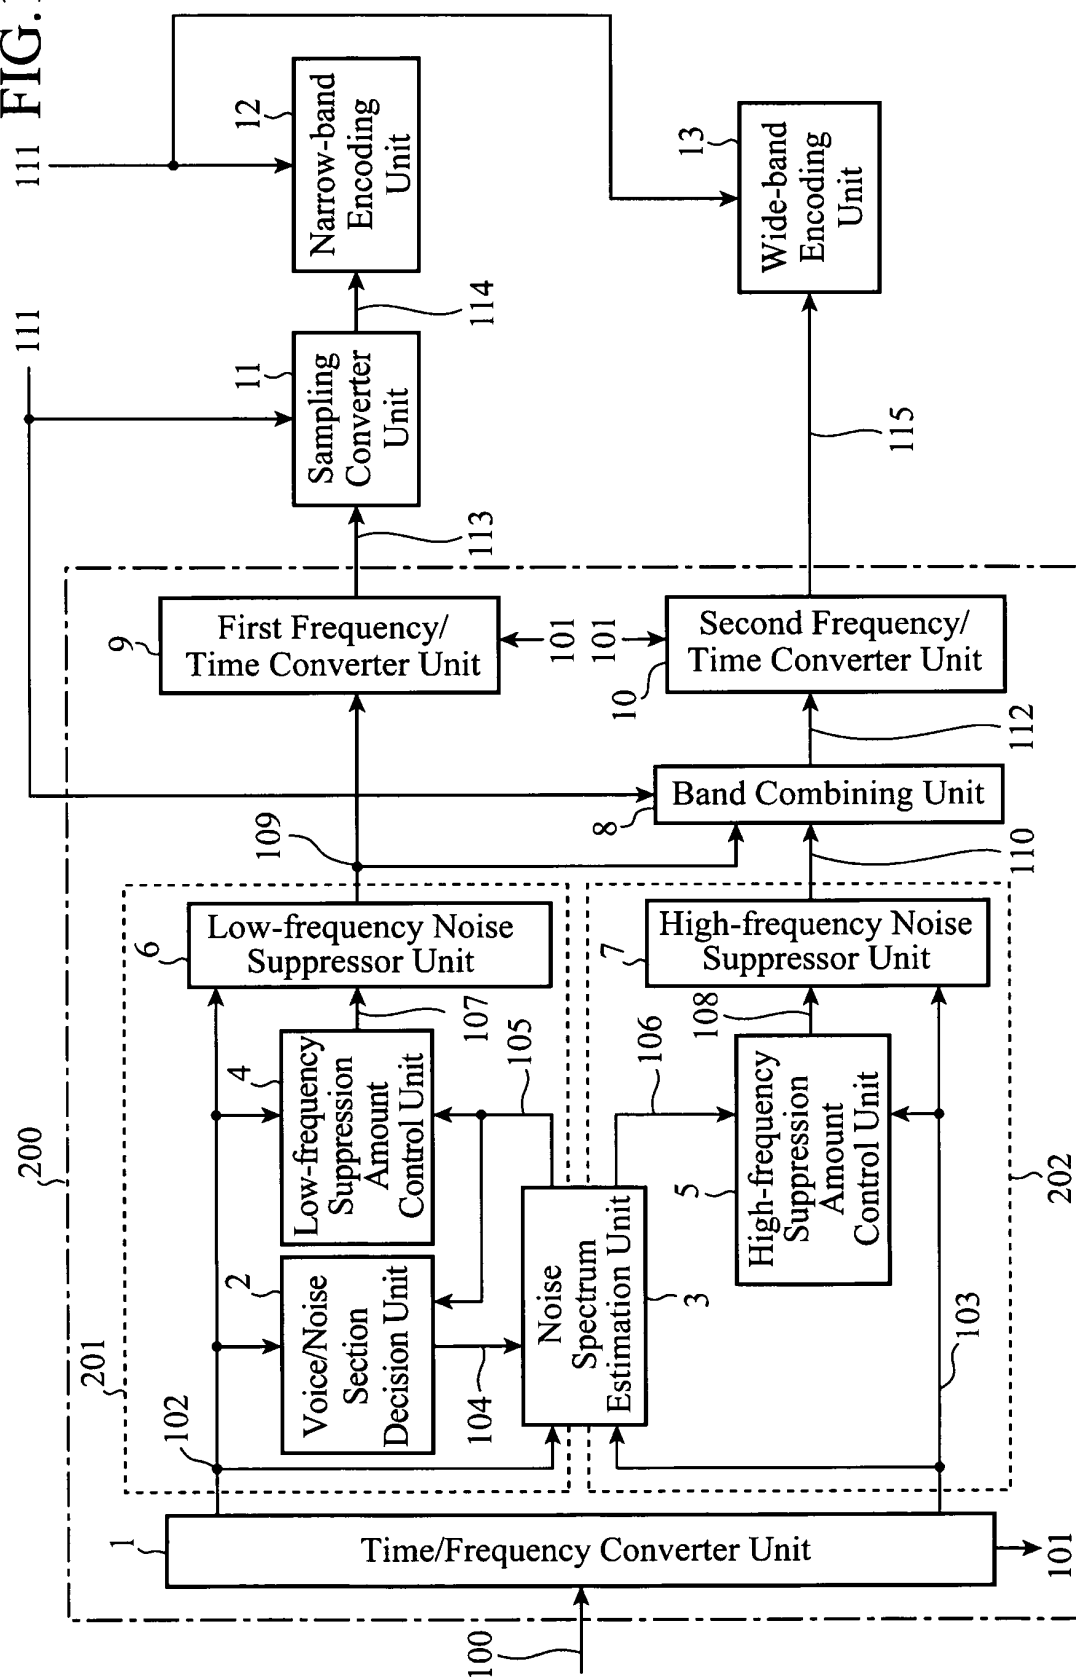 FIG.
100
200
1
Time/Frequency Converter Unit
101
102
201
2
Voice/Noise
Section
Decision Unit
104
4
Low-frequency
Suppression
Amount
Control Unit
107
105
6
Low-frequency Noise
Suppressor Unit
109
Noise
Spectrum
Estimation Unit
3
106
103
5
High-frequency
Suppression
Amount
Control Unit
108
202
7
High-frequency Noise
Suppressor Unit
110
8
Band Combining Unit
112
9
First Frequency/
Time Converter Unit
101
101
10
Second Frequency/
Time Converter Unit
113
115
111
11
Sampling
Converter
Unit
114
111
12
Narrow-band
Encoding
Unit
13
Wide-band
Encoding
Unit